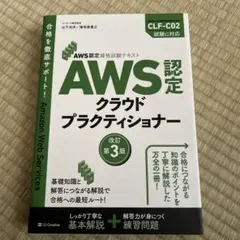 合格を徹底サポート!
Amazon Web Services
CLF-C02
試験に対応
AWS認定資格試験テキスト
AWS認定
クラウド
プラクティショナー
改訂
第3版
合格につながる
知識のポイントを
丁寧に解説した
万全の一冊!
基礎知識と
解答につながる解説で
合格への最短ルート!
しっかり丁寧な
基本解説
+
解答力が身につく
練習問題
SB Creative